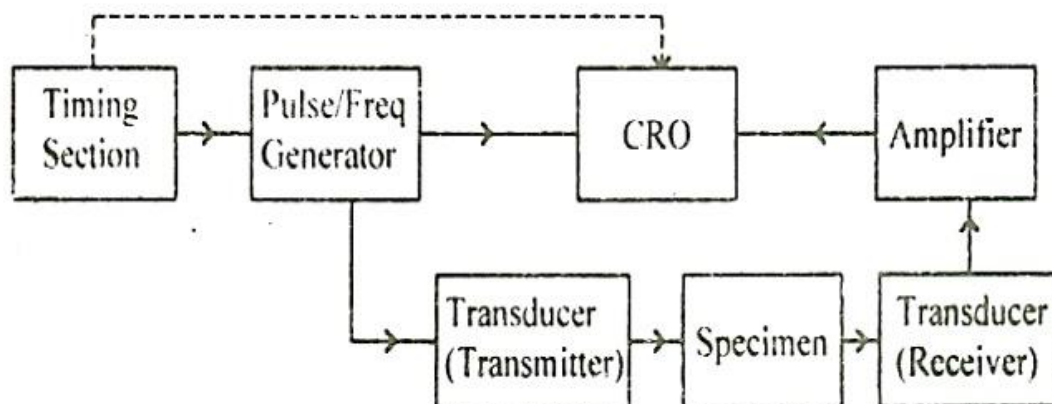 Timing
Section
Pulse/Freq
Generator
CRO
Amplifier
Transducer
(Transmitter)
Specimen
Transducer
(Receiver)